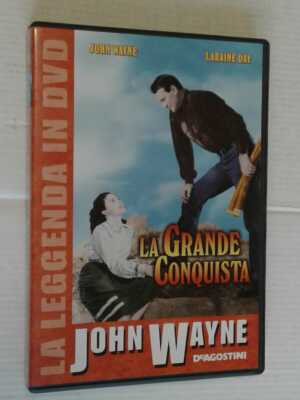 JOHN WAYNE
LARAINE DAY
LA GRANDE
CONQUISTA
LA LEGGENDA IN DVD
JOHN WAYNE
DEAGOSTINI